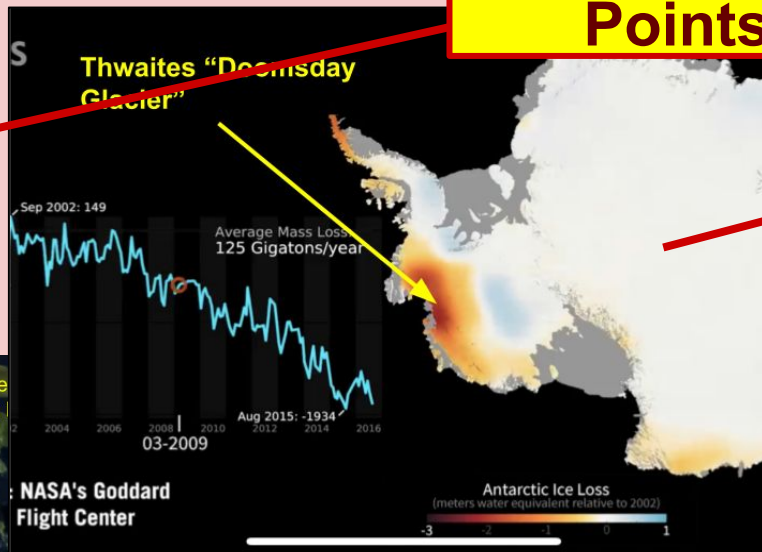 Points
S
Thwaites “Doomsday
Glacier”
Sep 2002: 149
Average Mass Loss
125 Gigatons/year
Aug 2015: -1934
2004 2006 2008 2010 2012 2014 2016
03-2009
: NASA's Goddard
Flight Center
Antarctic Ice Loss
(meters water equivalent relative to 2002)
-3 -2 -1 0 1